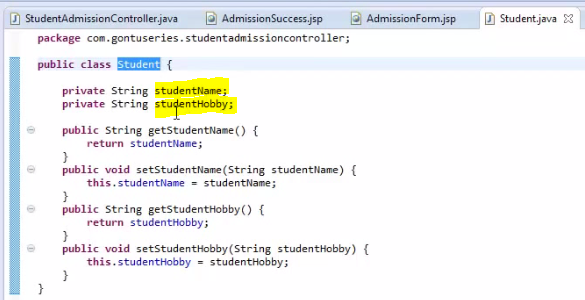 StudentAdmissionController.java AdmissionSuccess.jsp AdmissionForm.jsp Student.java
package com.gontuseries.studentadmissioncontroller;
public class Student {
private String studentName;
private String studentHobby;
public String getStudentName() {
return studentName;
}
public void setStudentName(String studentName) {
this.studentName = studentName;
}
public String getStudentHobby() {
return studentHobby;
}
public void setStudentHobby(String studentHobby) {
this.studentHobby = studentHobby;
}
}